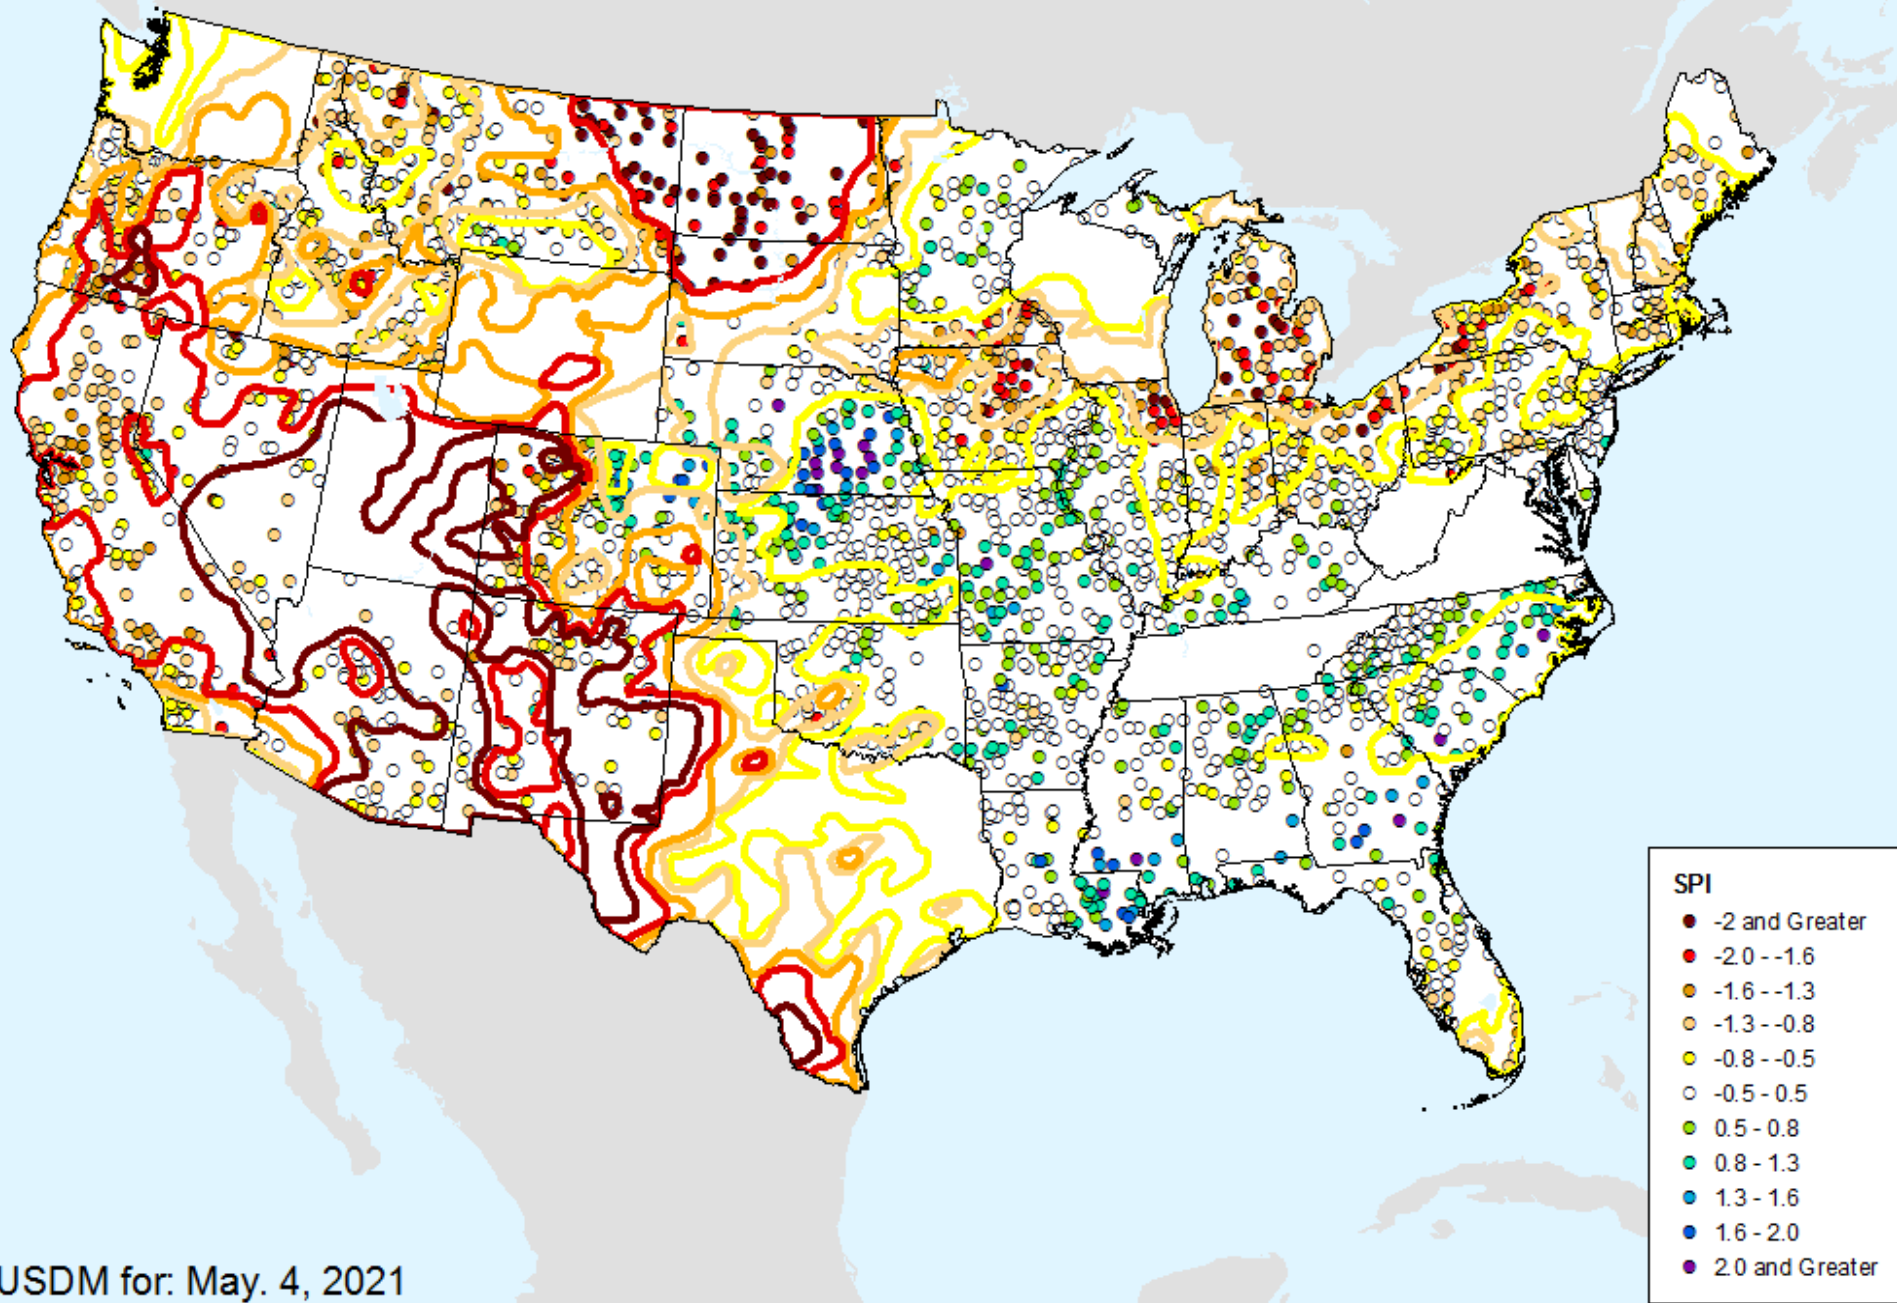 SPI
-2 and Greater
-2.0 - -1.6
-1.6 - -1.3
-1.3 - -0.8
-0.8 - -0.5
-0.5 - 0.5
0.5 - 0.8
0.8 - 1.3
1.3 - 1.6
1.6 - 2.0
2.0 and Greater
USDM for: May. 4, 2021